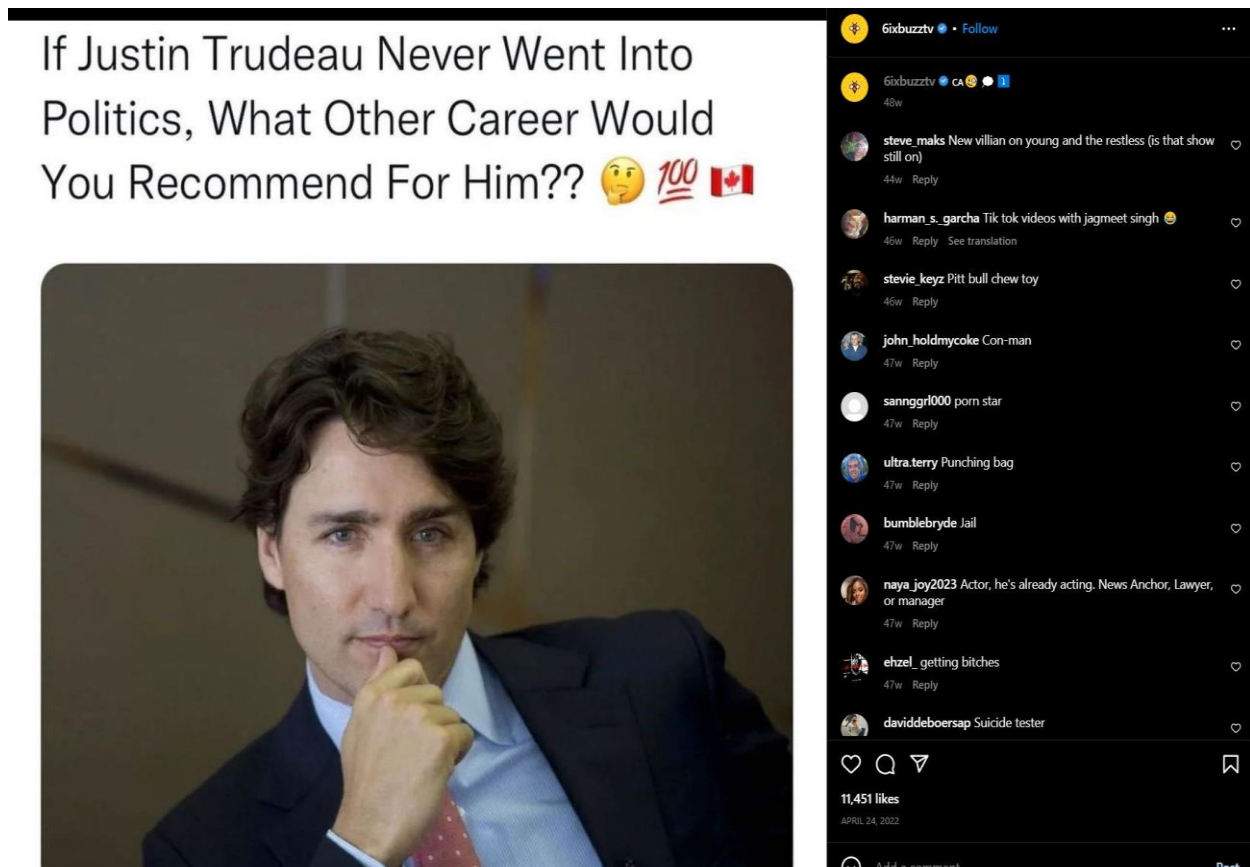 If Justin Trudeau Never Went Into
Politics, What Other Career Would
You Recommend For Him?? 🤔 💯 🇨🇦
6ixbuzztv • Follow
6ixbuzztv CA
48w
steve_maks New villian on young and the restless (is that show
still on)
44w Reply
harman_s._garcha Tik tok videos with jagmeet singh 😂
46w Reply See translation
stevie_keyz Pitt bull chew toy
46w Reply
john_holdmycoke Con-man
47w Reply
sannggrl000 porn star
47w Reply
ultra.terry Punching bag
47w Reply
bumblebryde Jail
47w Reply
naya_joy2023 Actor, he's already acting. News Anchor, Lawyer,
or manager
47w Reply
ehzel_ getting bitches
47w Reply
daviddeboersap Suicide tester
11,451 likes
APRIL 24, 2022
Add a comment
Post